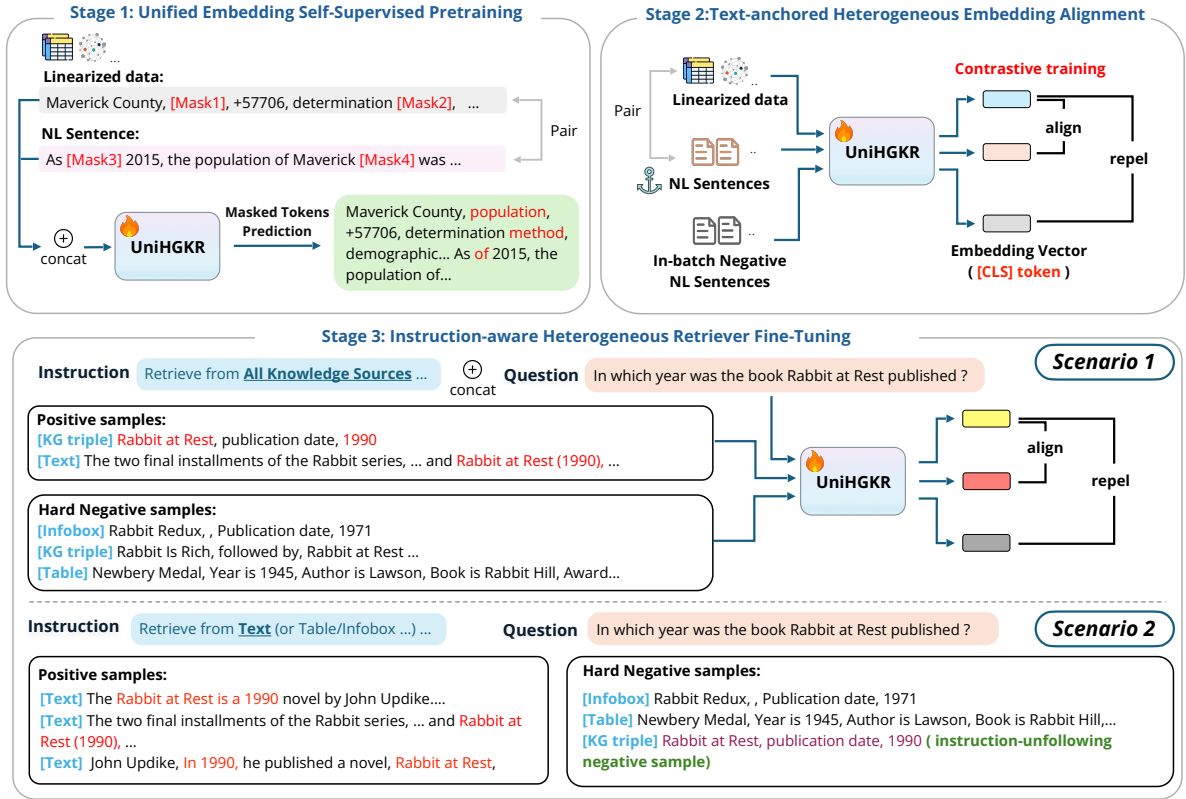 Stage 1: Unified Embedding Self-Supervised Pretraining
...
Linearized data:
Maverick County, [Mask1], +57706, determination [Mask2], ...
NL Sentence:
As [Mask3] 2015, the population of Maverick [Mask4] was ...
Pair
concat
UniHGKR
Masked Tokens
Prediction
Maverick County, population,
+57706, determination method,
demographic... As of 2015, the
population of...
Stage 2:Text-anchored Heterogeneous Embedding Alignment
..
Linearized data
Pair
..
NL Sentences
..
In-batch Negative
NL Sentences
UniHGKR
Contrastive training
align
repel
Embedding Vector
( [CLS] token )
Stage 3: Instruction-aware Heterogeneous Retriever Fine-Tuning
Scenario 1
Instruction
Retrieve from All Knowledge Sources ...
concat
Question
In which year was the book Rabbit at Rest published ?
Positive samples:
[KG triple] Rabbit at Rest, publication date, 1990
[Text] The two final installments of the Rabbit series, ... and Rabbit at Rest (1990), ...
Hard Negative samples:
[Infobox] Rabbit Redux, , Publication date, 1971
[KG triple] Rabbit Is Rich, followed by, Rabbit at Rest ...
[Table] Newbery Medal, Year is 1945, Author is Lawson, Book is Rabbit Hill, Award...
UniHGKR
align
repel
Scenario 2
Instruction
Retrieve from Text (or Table/Infobox ...) ...
Question
In which year was the book Rabbit at Rest published ?
Positive samples:
[Text] The Rabbit at Rest is a 1990 novel by John Updike....
[Text] The two final installments of the Rabbit series, ... and Rabbit at
Rest (1990), ...
[Text] John Updike, In 1990, he published a novel, Rabbit at Rest,
Hard Negative samples:
[Infobox] Rabbit Redux, , Publication date, 1971
[Table] Newbery Medal, Year is 1945, Author is Lawson, Book is Rabbit Hill,...
[KG triple] Rabbit at Rest, publication date, 1990 ( instruction-unfollowing
negative sample)